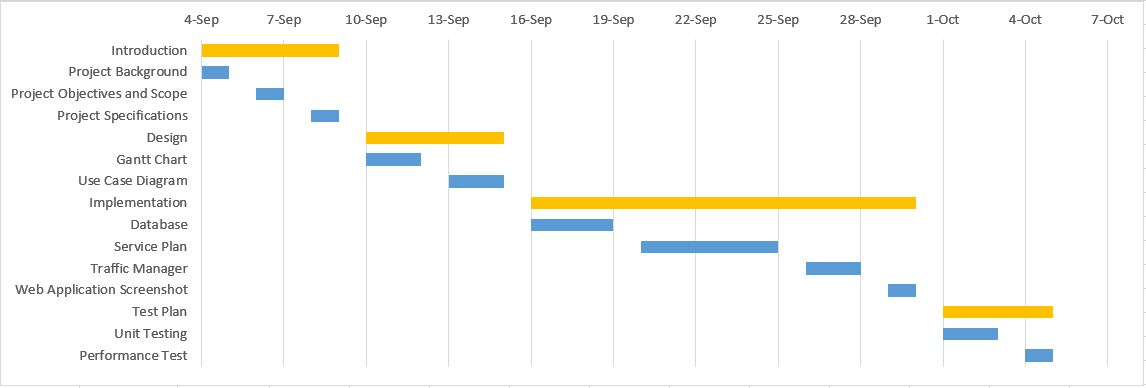 4-Sep 7-Sep 10-Sep 13-Sep 16-Sep 19-Sep 22-Sep 25-Sep 28-Sep 1-Oct 4-Oct 7-Oct
Introduction
Project Background
Project Objectives and Scope
Project Specifications
Design
Gantt Chart
Use Case Diagram
Implementation
Database
Service Plan
Traffic Manager
Web Application Screenshot
Test Plan
Unit Testing
Performance Test